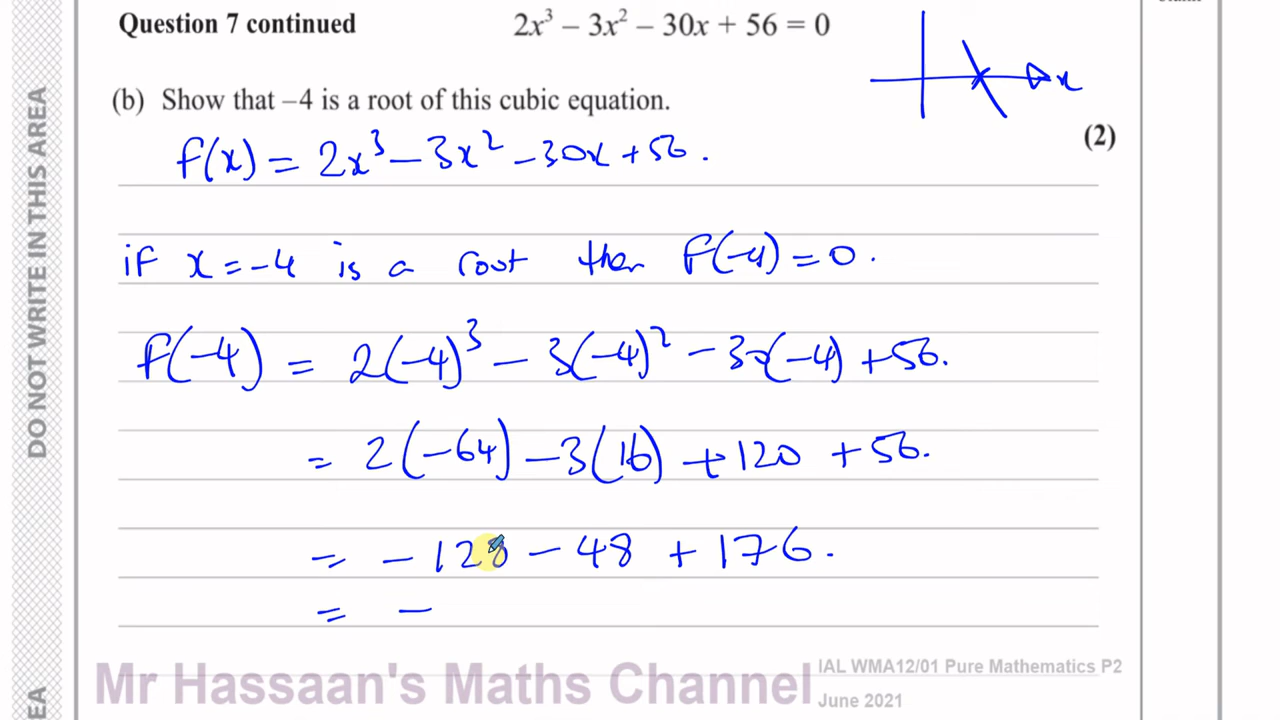 Question 7 continued 2x³ – 3x² – 30x + 56 = 0
x
(b) Show that –4 is a root of this cubic equation.
(2)
f(x) = 2x³ – 3x² – 30x + 56.
if x = –4 is a root then f(–4) = 0.
f(–4) = 2(–4)³ – 3(–4)² – 30(–4) + 56.
= 2(–64) – 3(16) + 120 + 56.
= – 128 – 48 + 176.
= –
Mr Hassaan's Maths Channel
IAL WMA12/01 Pure Mathematics P2
June 2021
DO NOT WRITE IN THIS AREA
EA